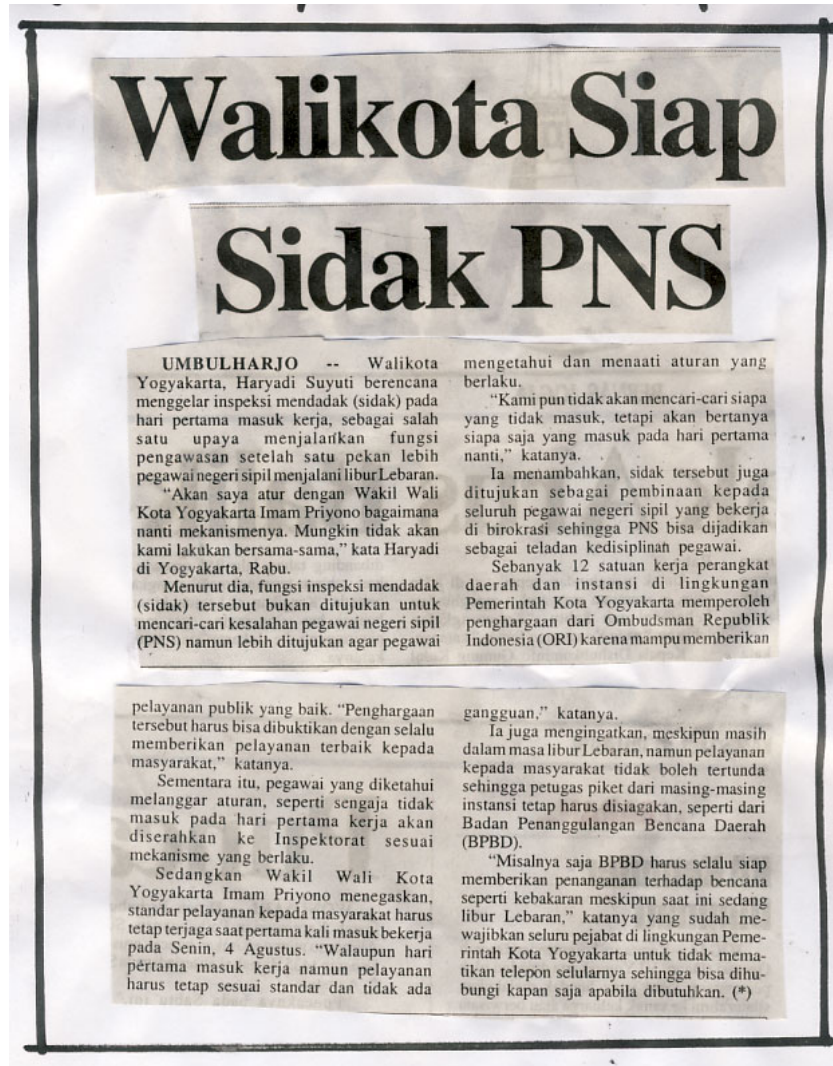 Walikota Siap
Sidak PNS
UMBULHARJO -- Walikota
Yogyakarta, Haryadi Suyuti berencana
menggelar inspeksi mendadak (sidak) pada
hari pertama masuk kerja, sebagai salah
satu upaya menjalankan fungsi
pengawasan setelah satu pekan lebih
pegawai negeri sipil menjalani libur Lebaran.
“Akan saya atur dengan Wakil Wali
Kota Yogyakarta Imam Priyono bagaimana
nanti mekanismenya. Mungkin tidak akan
kami lakukan bersama-sama,” kata Haryadi
di Yogyakarta, Rabu.
Menurut dia, fungsi inspeksi mendadak
(sidak) tersebut bukan ditujukan untuk
mencari-cari kesalahan pegawai negeri sipil
(PNS) namun lebih ditujukan agar pegawai
mengetahui dan menaati aturan yang
berlaku.
“Kami pun tidak akan mencari-cari siapa
yang tidak masuk, tetapi akan bertanya
siapa saja yang masuk pada hari pertama
nanti,” katanya.
Ia menambahkan, sidak tersebut juga
ditujukan sebagai pembinaan kepada
seluruh pegawai negeri sipil yang bekerja
di birokrasi sehingga PNS bisa dijadikan
sebagai teladan kedisiplinan pegawai.
Sebanyak 12 satuan kerja perangkat
daerah dan instansi di lingkungan
Pemerintah Kota Yogyakarta memperoleh
penghargaan dari Ombudsman Republik
Indonesia (ORI) karena mampu memberikan
pelayanan publik yang baik. “Penghargaan
tersebut harus bisa dibuktikan dengan selalu
memberikan pelayanan terbaik kepada
masyarakat,” katanya.
Sementara itu, pegawai yang diketahui
melanggar aturan, seperti sengaja tidak
masuk pada hari pertama kerja akan
diserahkan ke Inspektorat sesuai
mekanisme yang berlaku.
Sedangkan Wakil Wali Kota
Yogyakarta Imam Priyono menegaskan,
standar pelayanan kepada masyarakat harus
tetap terjaga saat pertama kali masuk bekerja
pada Senin, 4 Agustus. “Walaupun hari
pertama masuk kerja namun pelayanan
harus tetap sesuai standar dan tidak ada
gangguan,” katanya.
Ia juga mengingatkan, meskipun masih
dalam masa libur Lebaran, namun pelayanan
kepada masyarakat tidak boleh tertunda
sehingga petugas piket dari masing-masing
instansi tetap harus disiagakan, seperti dari
Badan Penanggulangan Bencana Daerah
(BPBD).
“Misalnya saja BPBD harus selalu siap
memberikan penanganan terhadap bencana
seperti kebakaran meskipun saat ini sedang
libur Lebaran,” katanya yang sudah me-
wajibkan seluru pejabat di lingkungan Peme-
rintah Kota Yogyakarta untuk tidak mema-
tikan telepon selularnya sehingga bisa dihu-
bungi kapan saja apabila dibutuhkan. (*)